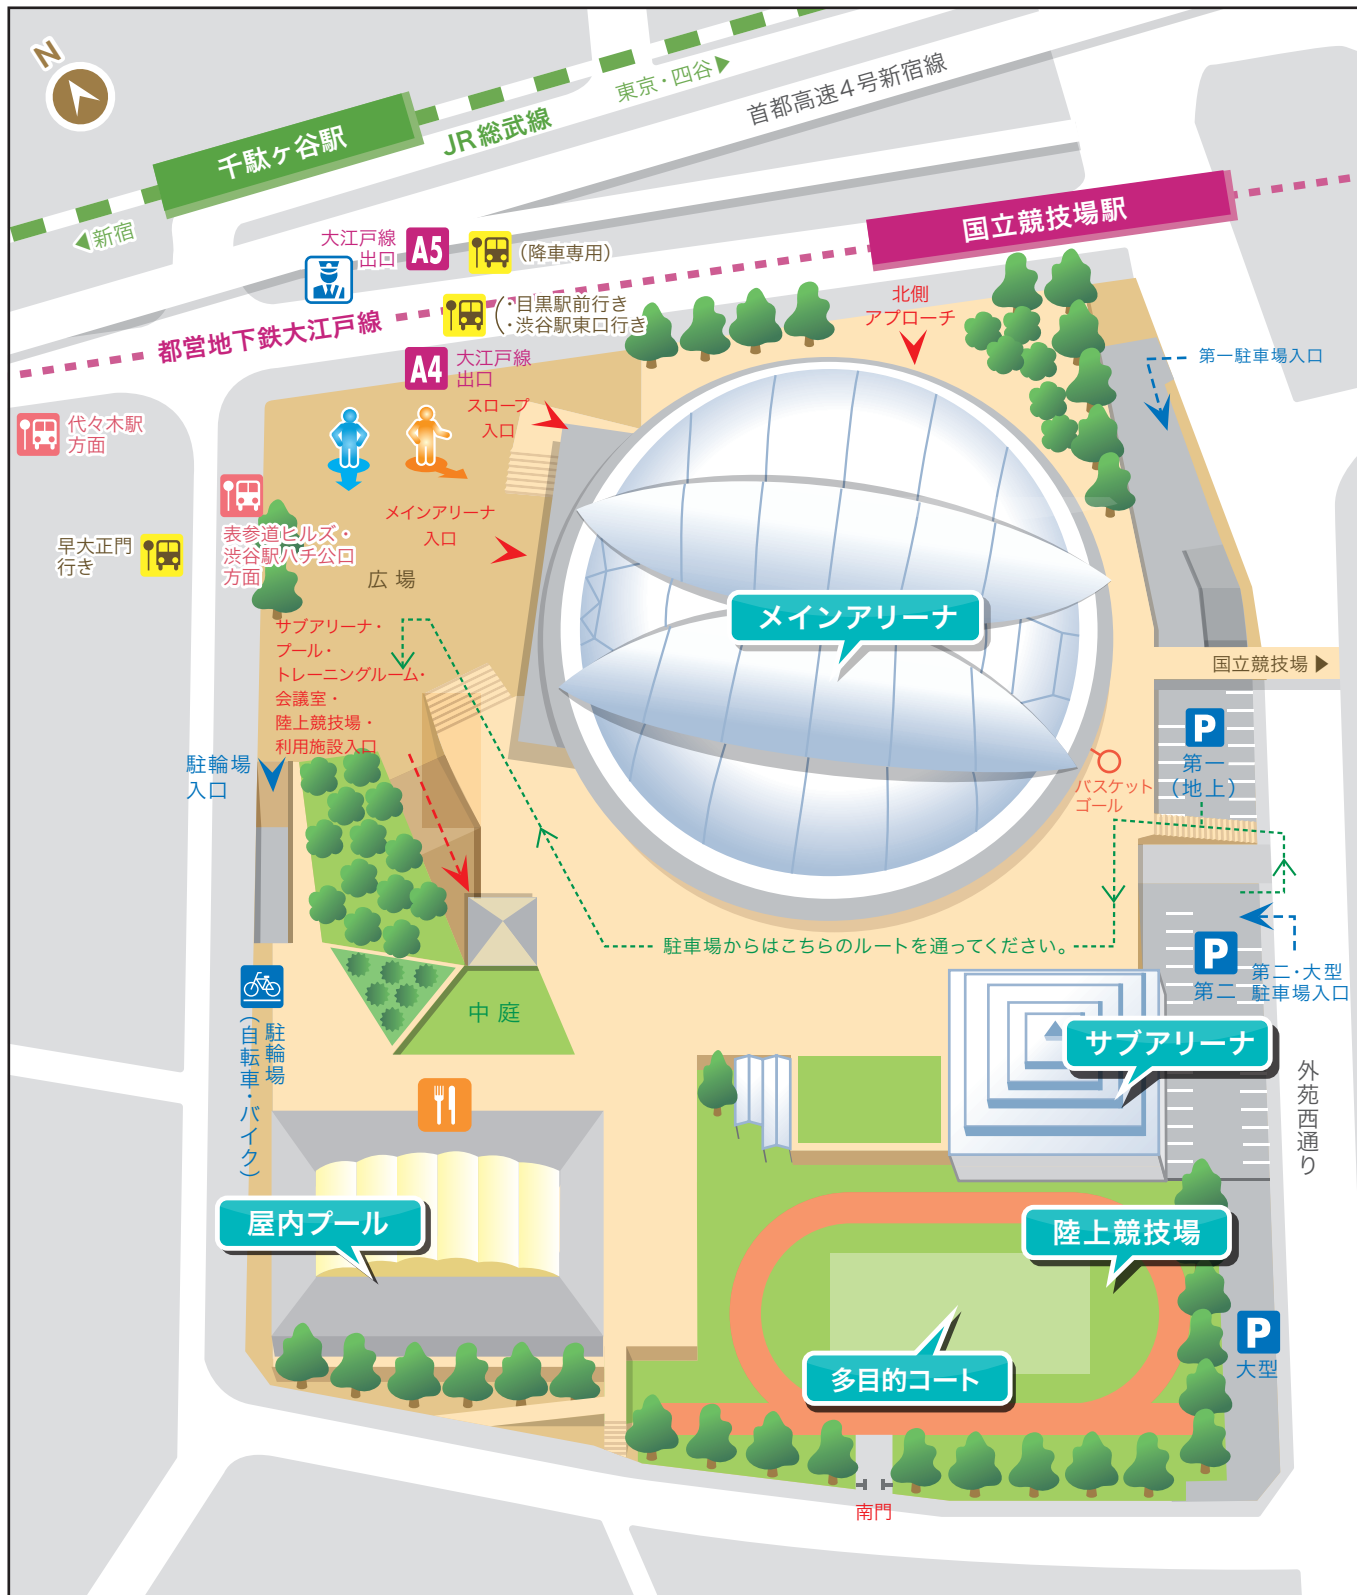 N
千駄ヶ谷駅
JR総武線
東京・四谷▶
首都高速4号新宿線
◀新宿
国立競技場駅
大江戸線
出口
A5
(降車専用)
都営地下鉄大江戸線
(・目黒駅前行き
・渋谷駅東口行き
北側
アプローチ
A4
大江戸線
出口
第一駐車場入口
スロープ
入口
代々木駅
方面
表参道ヒルズ・
渋谷駅ハチ公口
方面
早大正門
行き
メインアリーナ
入口
広場
メインアリーナ
サブアリーナ・
プール・
トレーニングルーム・
会議室・
陸上競技場・
利用施設入口
国立競技場▶
P
第一
(地上)
バスケット
ゴール
駐輪場
入口
駐車場からはこちらのルートを通ってください。
P
第二
第二・大型
駐車場入口
中庭
駐輪場
(自転車・バイク)
サブアリーナ
外苑西通り
屋内プール
陸上競技場
多目的コート
P
大型
南門